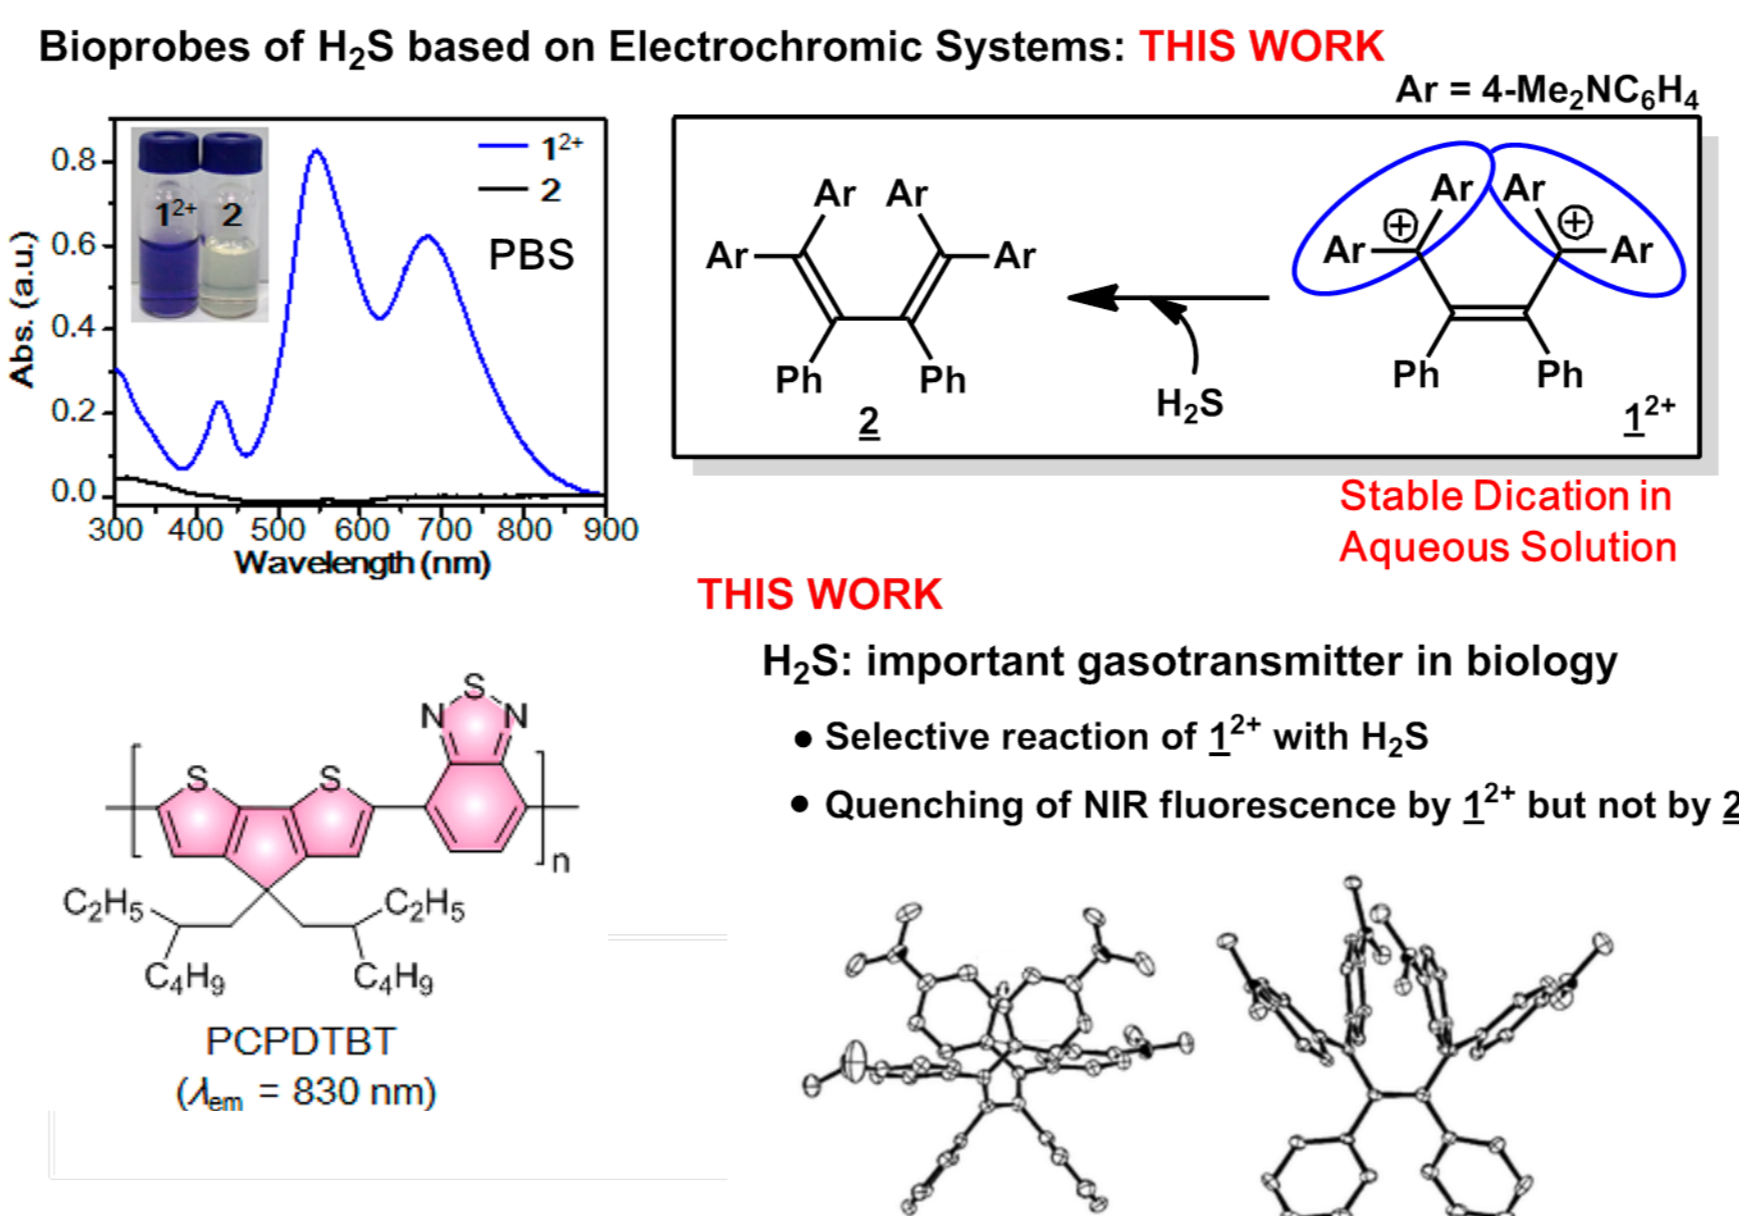 Bioprobes of H₂S based on Electrochromic Systems: THIS WORK
Ar = 4-Me₂NC₆H₄
Abs. (a.u.)
0.8
0.6
0.4
0.2
0.0
300 400 500 600 700 800 900
Wavelength (nm)
1²⁺
2
PBS
1²⁺ 2
Ar Ar
Ar Ar
Ph Ph
2
H₂S
Ar Ar
⊕ ⊕
Ar Ar
Ph Ph
1²⁺
Stable Dication in
Aqueous Solution
THIS WORK
H₂S: important gasotransmitter in biology
• Selective reaction of 1²⁺ with H₂S
• Quenching of NIR fluorescence by 1²⁺ but not by 2
S
N N
S S
n
C₂H₅ C₂H₅
C₄H₉ C₄H₉
PCPDTBT
(λem = 830 nm)